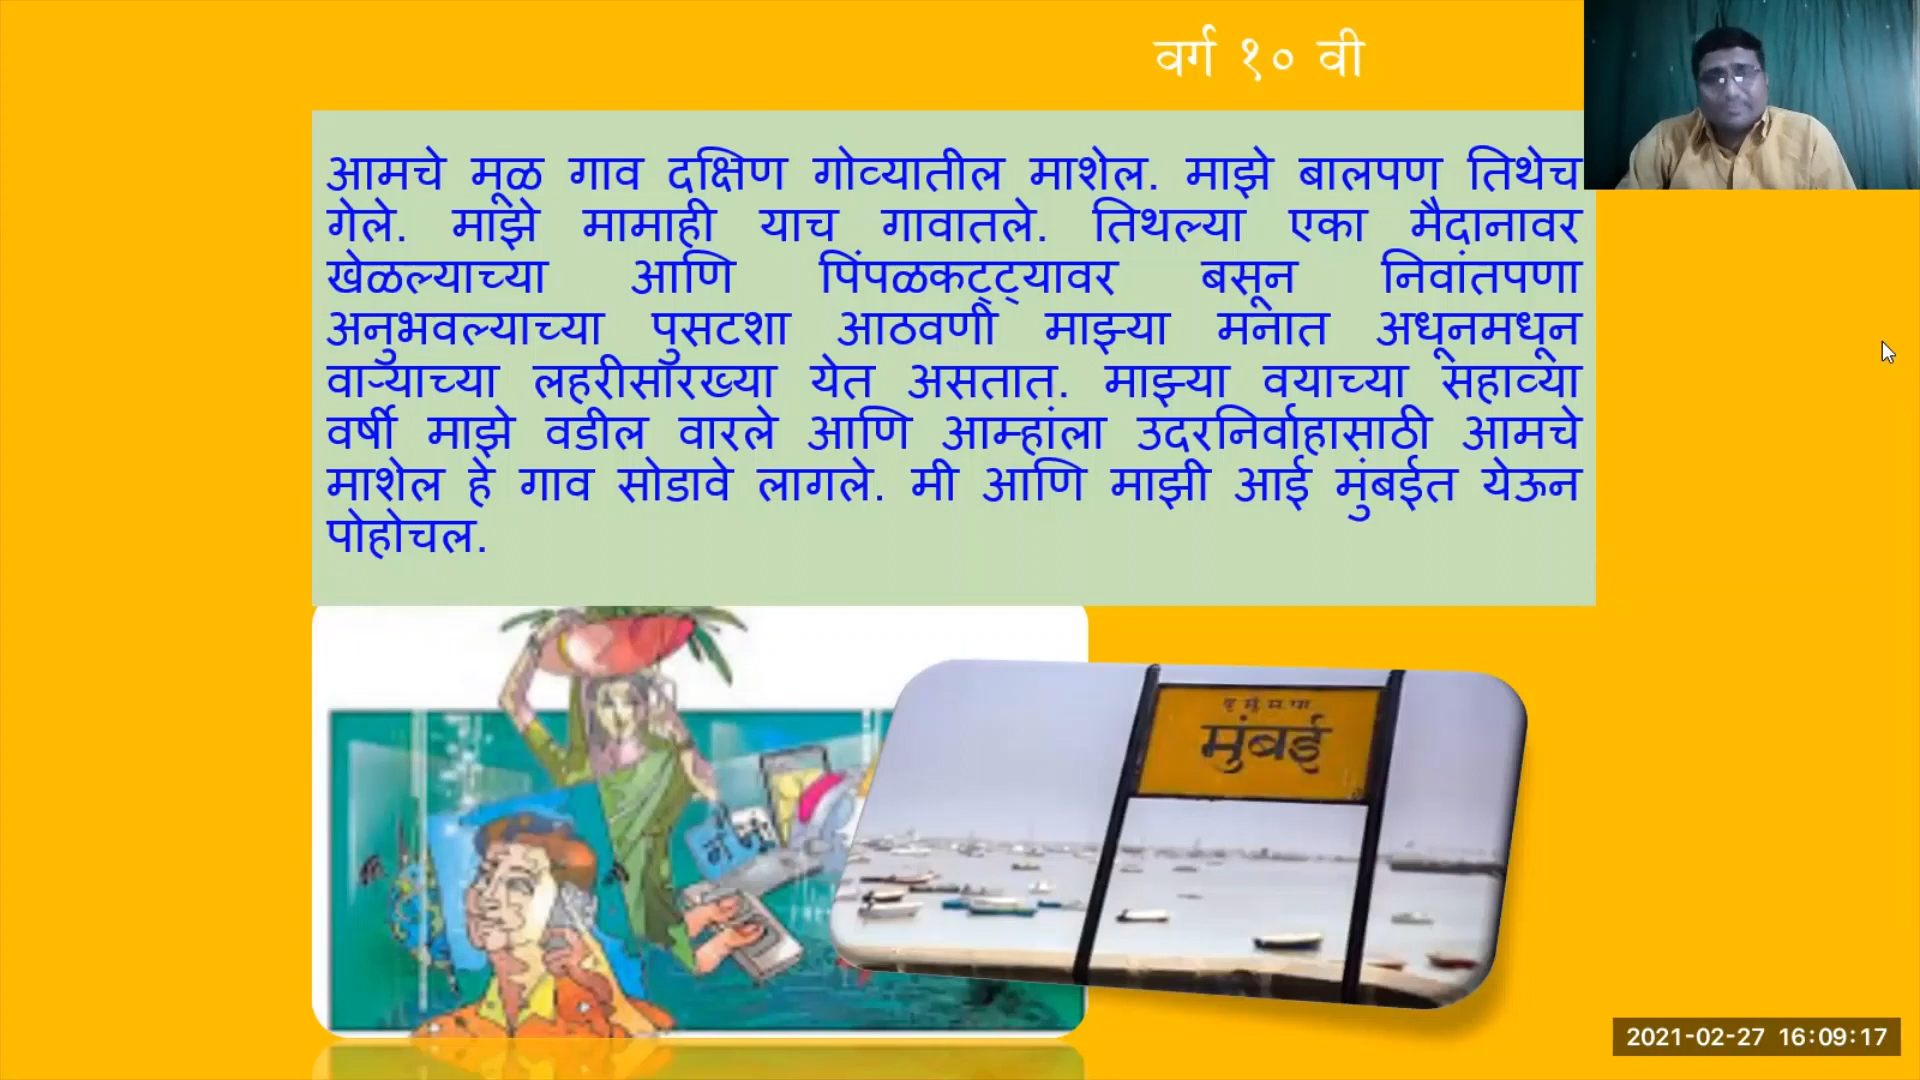 वर्ग १० वी
आमचे मूळ गाव दक्षिण गोव्यातील माशेल. माझे बालपण तिथेच
गेले. माझे मामाही याच गावातले. तिथल्या एका मैदानावर
खेळल्याच्या आणि पिंपळकट्ट्यावर बसून निवांतपणा
अनुभवल्याच्या पुसटशा आठवणी माझ्या मनात अधूनमधून
वाऱ्याच्या लहरीसारख्या येत असतात. माझ्या वयाच्या सहाव्या
वर्षी माझे वडील वारले आणि आम्हांला उदरनिर्वाहासाठी आमचे
माशेल हे गाव सोडावे लागले. मी आणि माझी आई मुंबईत येऊन
पोहोचल.
मुंबई
2021-02-27 16:09:17